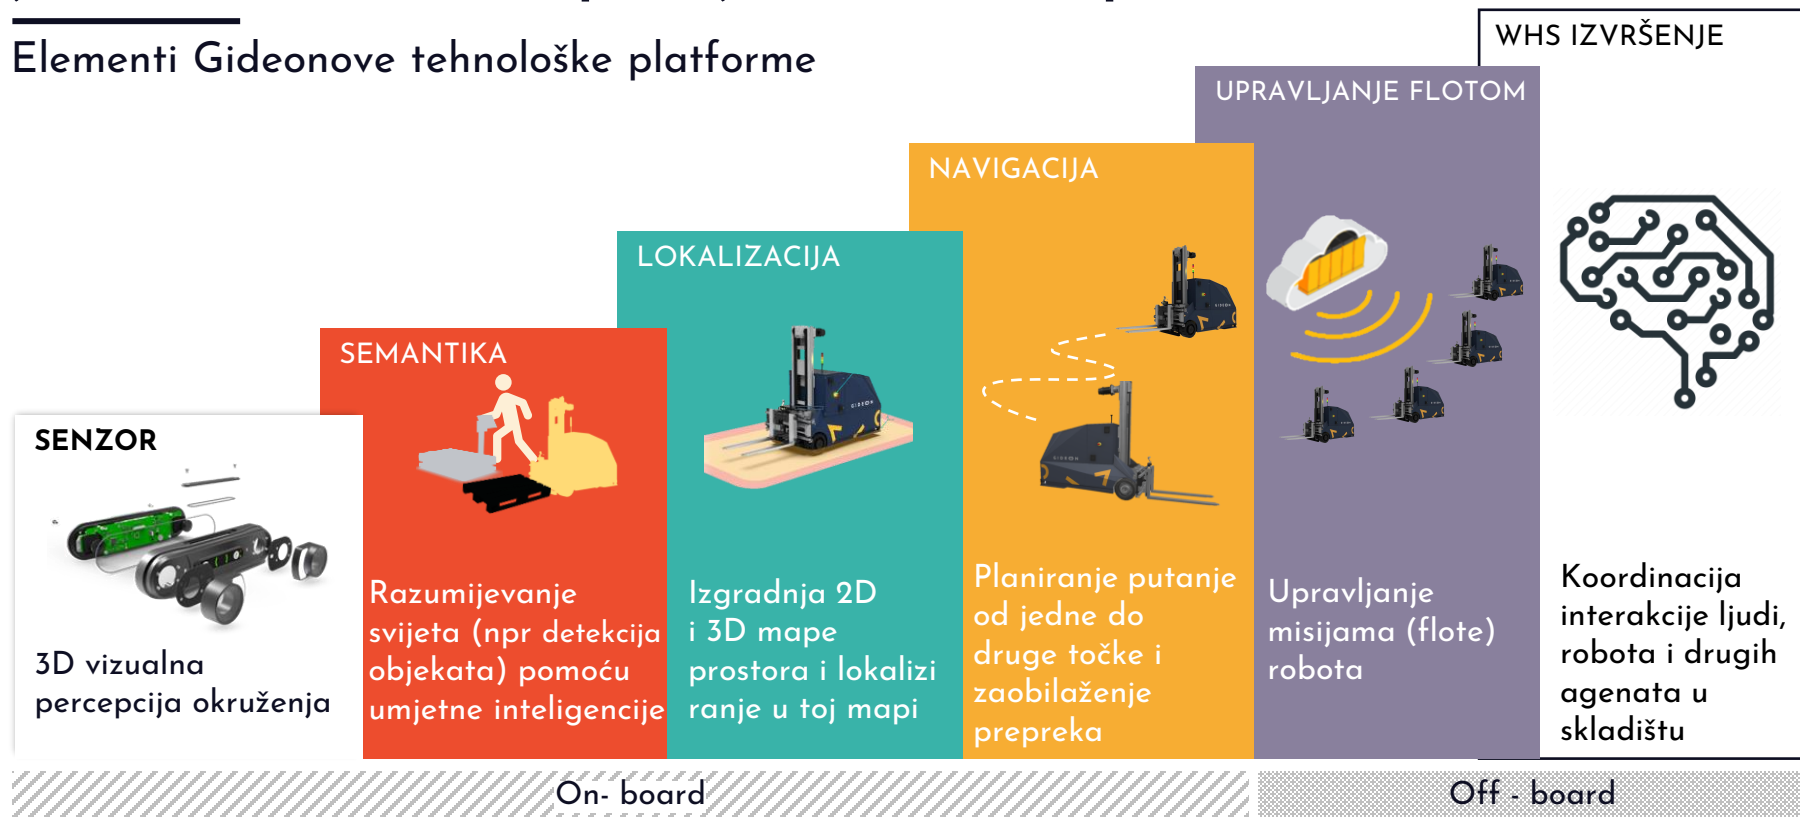 Elementi Gideonove tehnološke platforme
WHS IZVRŠENJE
UPRAVLJANJE FLOTOM
NAVIGACIJA
LOKALIZACIJA
SEMANTIKA
SENZOR
3D vizualna
percepcija okruženja
Razumijevanje
svijeta (npr detekcija
objekata) pomoću
umjetne inteligencije
Izgradnja 2D
i 3D mape
prostora i lokalizi
ranje u toj mapi
Planiranje putanje
od jedne do
druge točke i
zaobilaženje
prepreka
Upravljanje
misijama (flote)
robota
Koordinacija
interakcije ljudi,
robota i drugih
agenata u
skladištu
On- board
Off - board